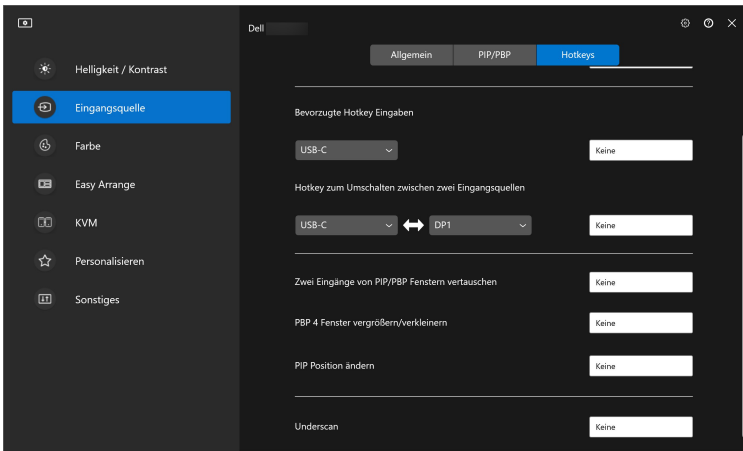 Dell
Allgemein PIP/PBP Hotkeys
Helligkeit / Kontrast
Eingangsquelle
Farbe
Easy Arrange
KVM
Personalisieren
Sonstiges
Bevorzugte Hotkey Eingaben
USB-C Keine
Hotkey zum Umschalten zwischen zwei Eingangsquellen
USB-C DP1 Keine
Zwei Eingänge von PIP/PBP Fenstern vertauschen Keine
PBP 4 Fenster vergrößern/verkleinern Keine
PIP Position ändern Keine
Underscan Keine